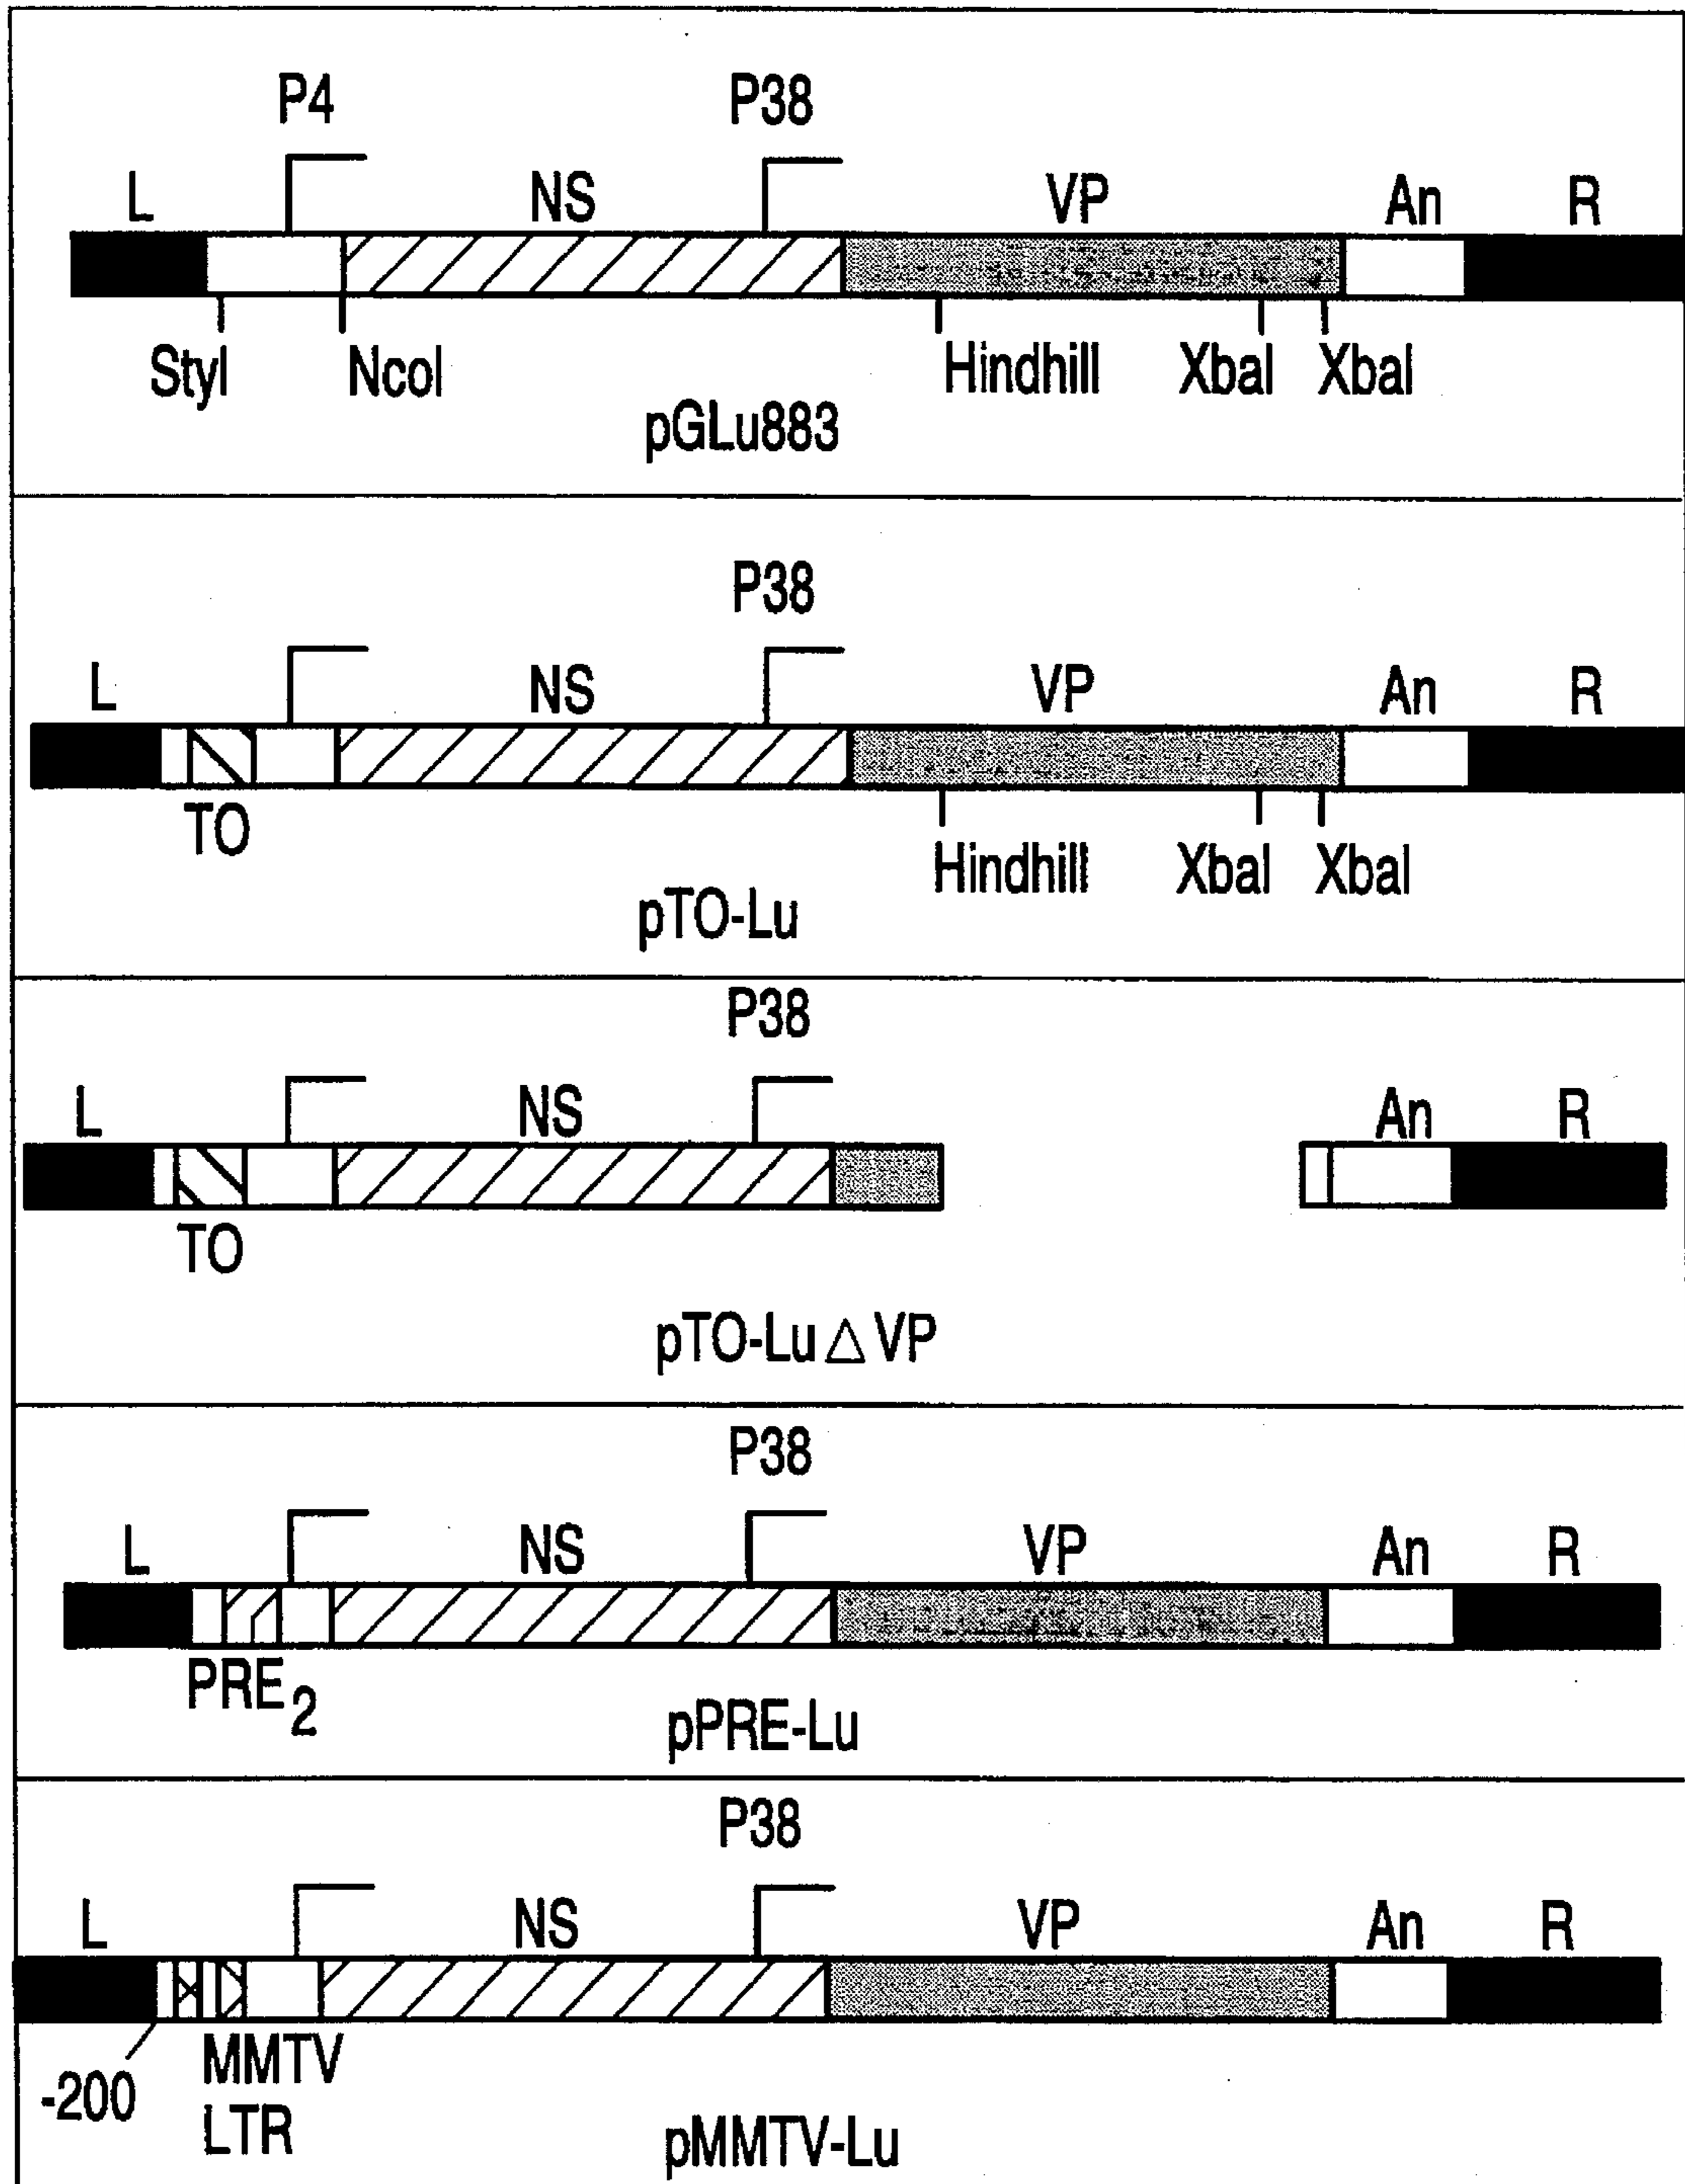 P4 P38
L NS VP An R
Styl Ncol Hindhill Xbal Xbal
pGLu883
P38
L NS VP An R
TO Hindhill Xbal Xbal
pTO-Lu
P38
L NS An R
TO
pTO-Lu △ VP
P38
L NS VP An R
PRE2
pPRE-Lu
P38
L NS VP An R
-200 MMTV
LTR
pMMTV-Lu